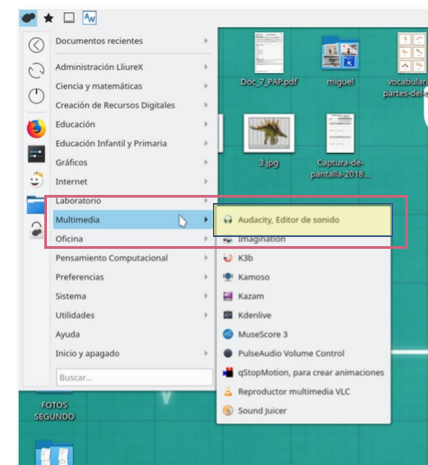 Documentos recientes
Administración LliureX
Ciencia y matemáticas
Creación de Recursos Digitales
Educación
Educación Infantil y Primaria
Gráficos
Internet
Laboratorio
Multimedia
Oficina
Pensamiento Computacional
Preferencias
Sistema
Utilidades
Ayuda
Inicio y apagado
Buscar...
Audacity, Editor de sonido
Imagination
K3b
Kamoso
Kazam
Kdenlive
MuseScore 3
PulseAudio Volume Control
qStopMotion, para crear animaciones
Reproductor multimedia VLC
Sound Juicer
Doc_7_PAP.pdf
miguel
vocabulari
partes-del-
3.jpg
Captura-de-
pantalla-2018...
FOTOS
SEGUNDO